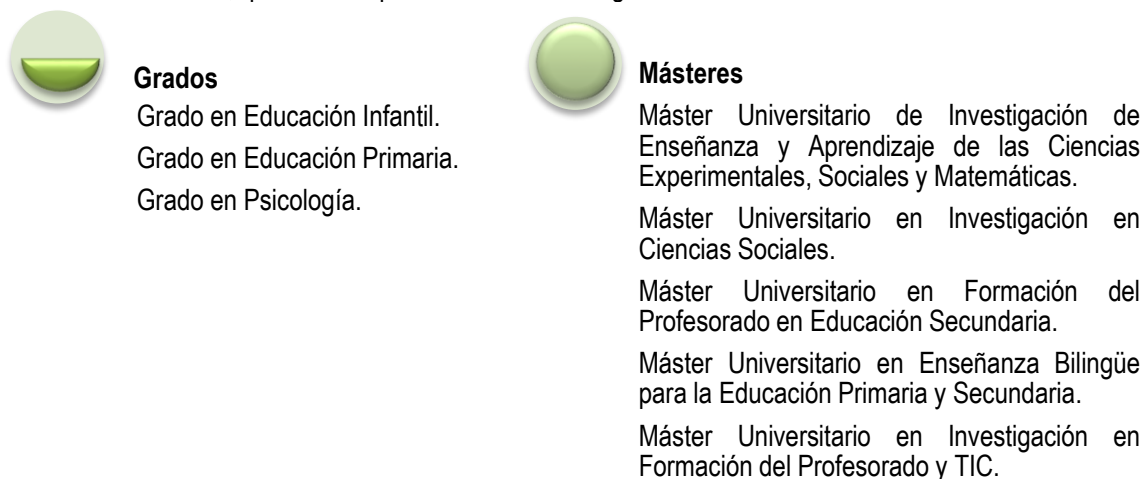 Grados
Grado en Educación Infantil.
Grado en Educación Primaria.
Grado en Psicología.
Másteres
Máster Universitario de Investigación de
Enseñanza y Aprendizaje de las Ciencias
Experimentales, Sociales y Matemáticas.
Máster Universitario en Investigación en
Ciencias Sociales.
Máster Universitario en Formación del
Profesorado en Educación Secundaria.
Máster Universitario en Enseñanza Bilingüe
para la Educación Primaria y Secundaria.
Máster Universitario en Investigación en
Formación del Profesorado y TIC.